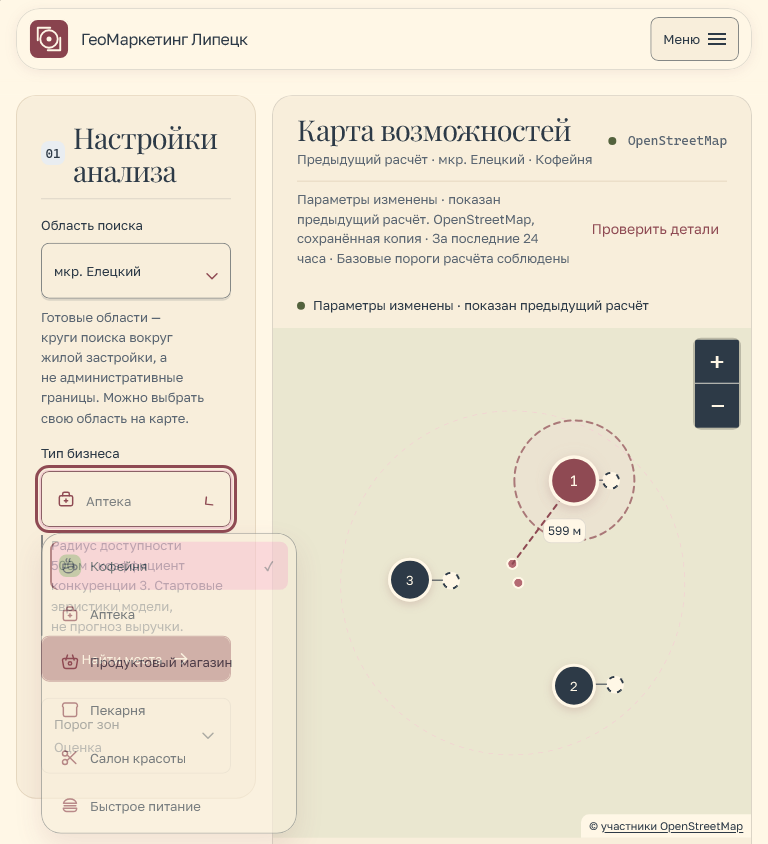 ГеоМаркетинг Липецк
Меню
01
Настройки
анализа
Область поиска
мкр. Елецкий
Готовые области —
круги поиска вокруг
жилой застройки, а
не административные
границы. Можно выбрать
свою область на карте.
Тип бизнеса
Аптека
Радиус доступности
конкуренции 3. Стартовые
эвристики модели,
не прогноз выручки.
Найти места →
Порог зон
Оценка
Кофейня ✓
Аптека
Продуктовый магазин
Пекарня
Салон красоты
Быстрое питание
Карта возможностей
Предыдущий расчёт · мкр. Елецкий · Кофейня
OpenStreetMap
Параметры изменены · показан
предыдущий расчёт. OpenStreetMap,
сохранённая копия · За последние 24
часа · Базовые пороги расчёта соблюдены
Проверить детали
Параметры изменены · показан предыдущий расчёт
+
−
1
599 м
3
2
© участники OpenStreetMap